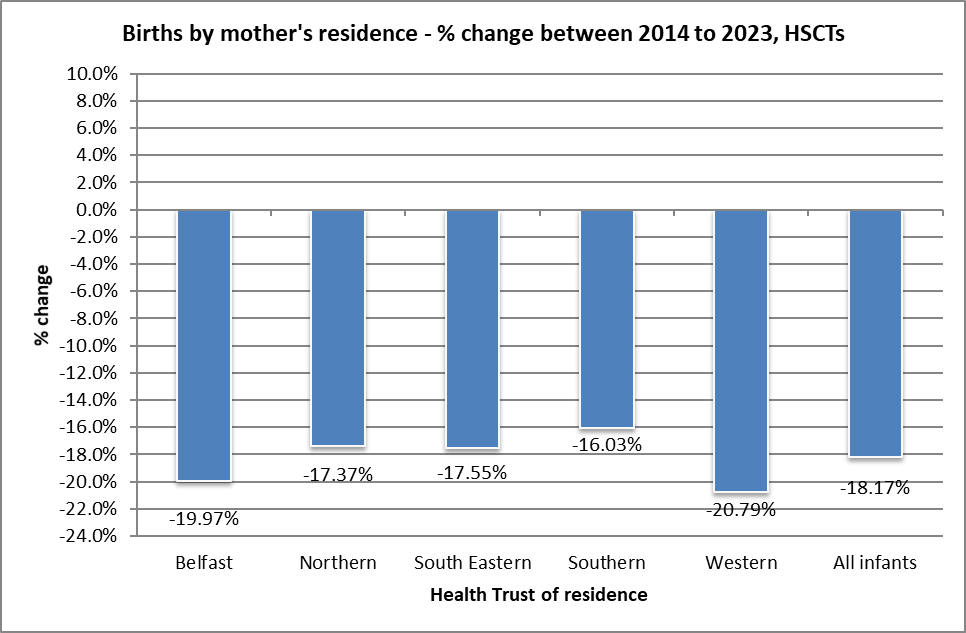 Births by mother's residence - % change between 2014 to 2023, HSCTs
10.0%
8.0%
6.0%
4.0%
2.0%
0.0%
-2.0%
-4.0%
-6.0%
-8.0%
-10.0%
-12.0%
-14.0%
-16.0%
-18.0%
-20.0%
-22.0%
-24.0%
% change
-19.97%
-17.37%
-17.55%
-16.03%
-20.79%
-18.17%
Belfast
Northern
South Eastern
Southern
Western
All infants
Health Trust of residence